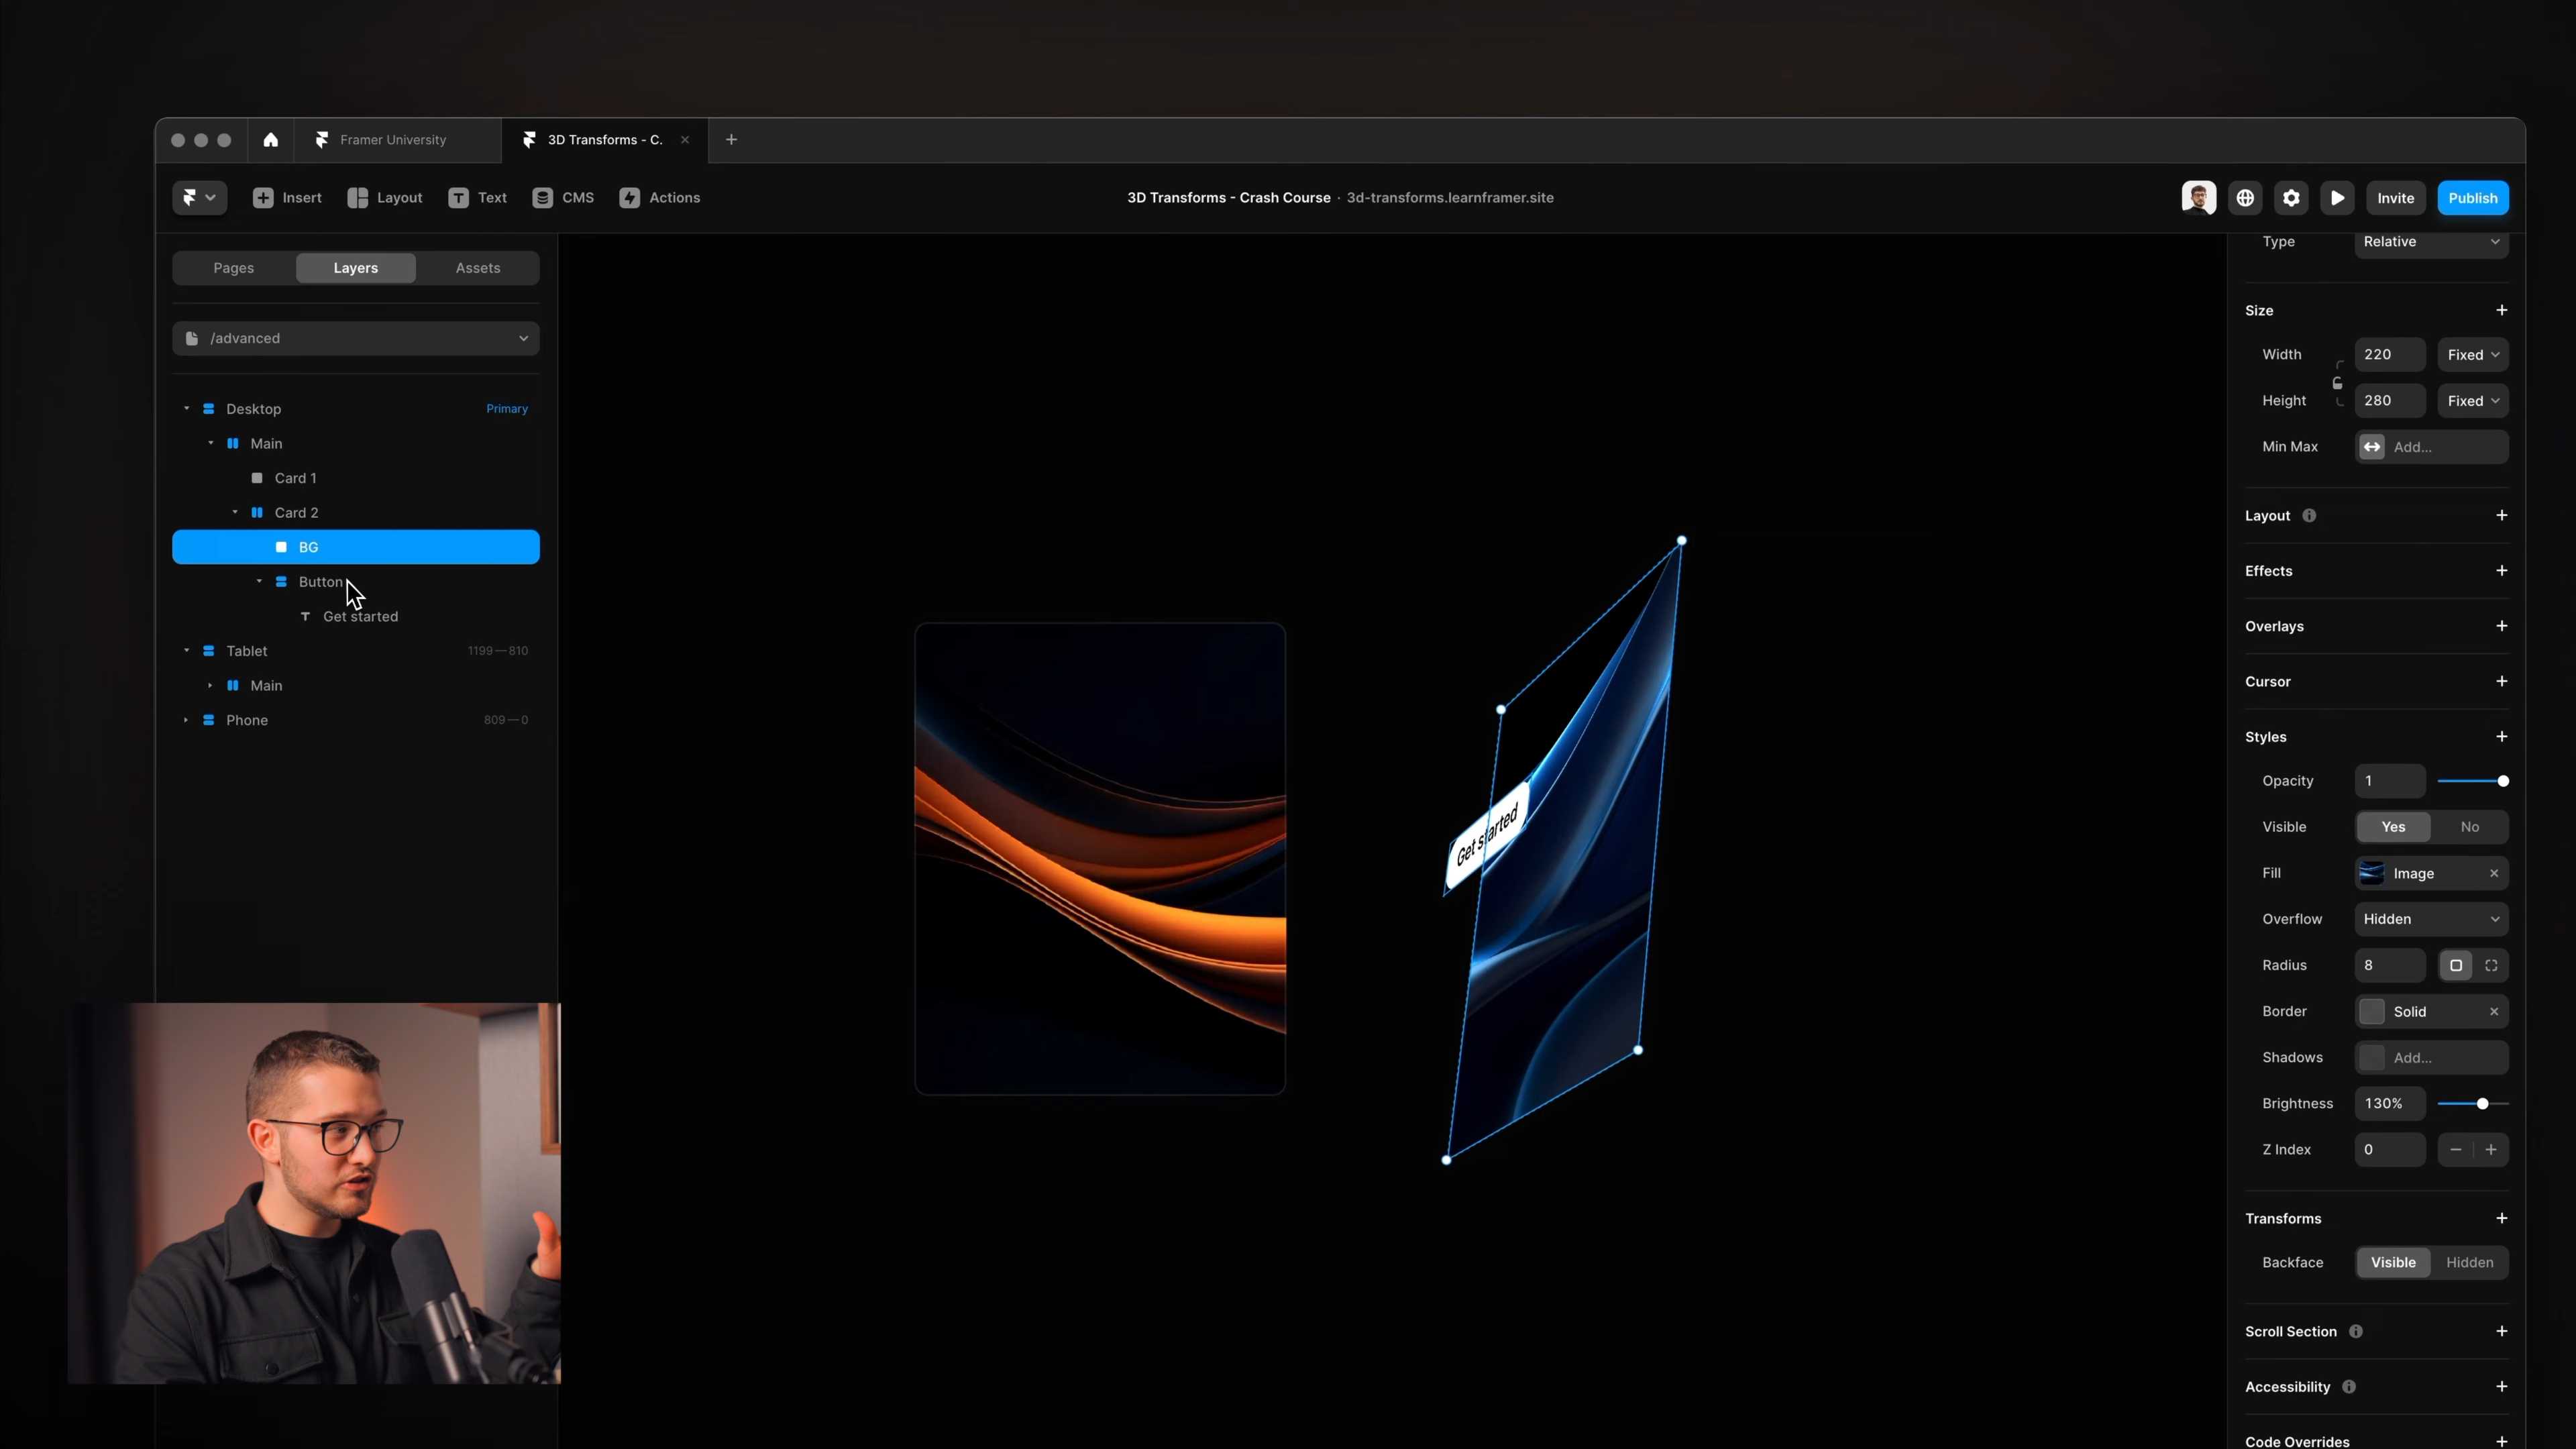 Framer University
3D Transforms - C.
Insert
Layout
Text
CMS
Actions
3D Transforms - Crash Course · 3d-transforms.learnframer.site
Invite
Publish
Pages
Layers
Assets
/advanced
Desktop
Primary
Main
Card 1
Card 2
BG
Button
Get started
Tablet
1199—810
Main
Phone
809—0
Get started
Type
Relative
Size
Width
220
Fixed
Height
280
Fixed
Min Max
Add...
Layout
Effects
Overlays
Cursor
Styles
Opacity
1
Visible
Yes
No
Fill
Image
Overflow
Hidden
Radius
8
Border
Solid
Shadows
Add...
Brightness
130%
Z Index
0
Transforms
Backface
Visible
Hidden
Scroll Section
Accessibility
Code Overrides